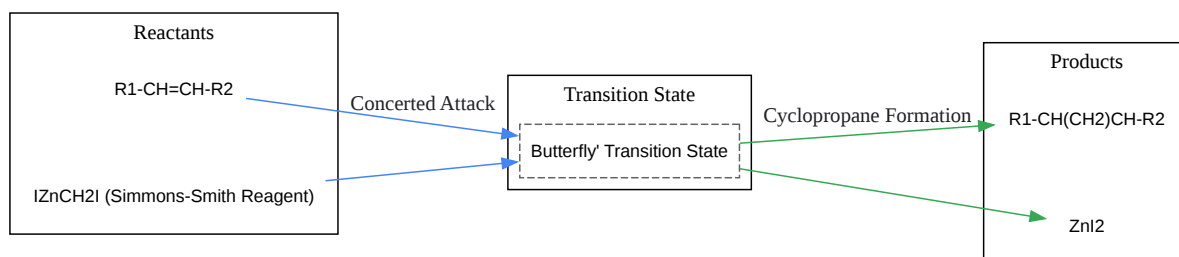 Reactants
R1-CH=CH-R2
IZnCH2I (Simmons-Smith Reagent)
Concerted Attack
Transition State
Butterfly' Transition State
Cyclopropane Formation
Products
R1-CH(CH2)CH-R2
ZnI2